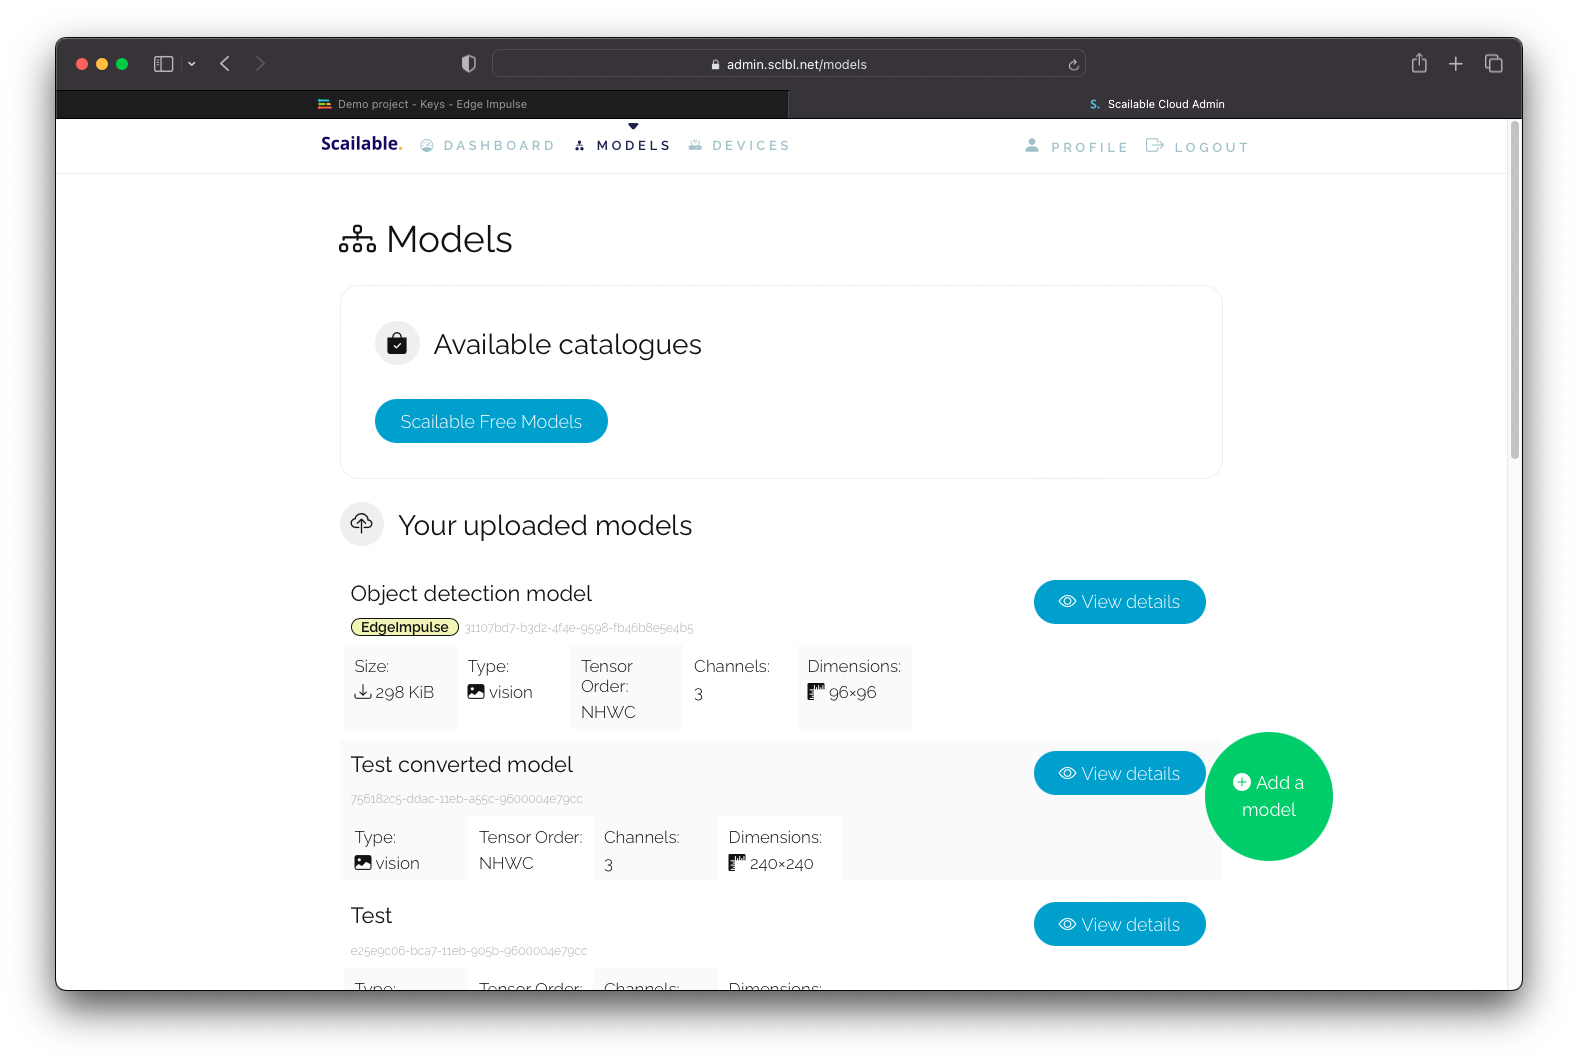 admin.sclbl.net/models
Demo project - Keys - Edge Impulse
S. Scailable Cloud Admin
Scailable. DASHBOARD MODELS DEVICES PROFILE LOGOUT
Models
Available catalogues
Scailable Free Models
Your uploaded models
Object detection model
View details
EdgeImpulse 31107bd7-b3d2-4f4e-9598-fb46b8e5e4b5
Size: Type: Tensor Order: Channels: Dimensions:
298 KiB vision NHWC 3 96×96
Test converted model
View details
Add a
model
756182c5-ddac-11eb-a55c-9600004e79cc
Type: Tensor Order: Channels: Dimensions:
vision NHWC 3 240×240
Test
View details
e25e9c06-bca7-11eb-905b-9600004e79cc
Type: Tensor Order: Channels: Dimensions: